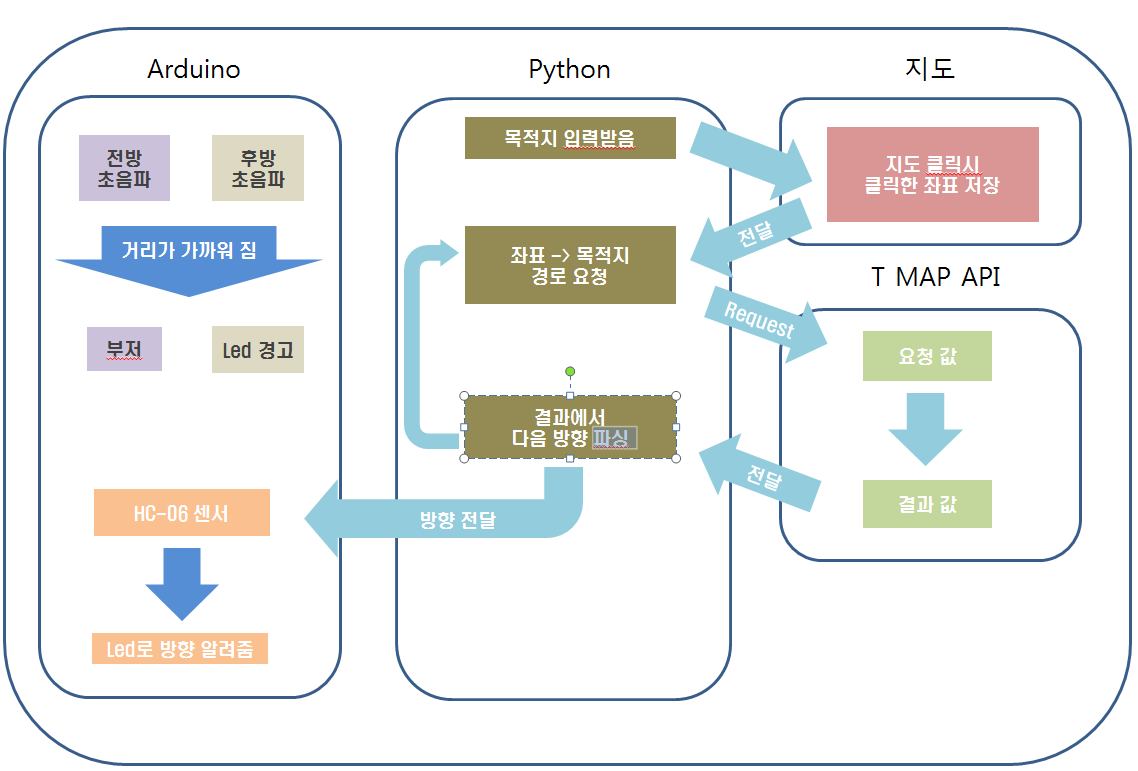 Arduino
전방
초음파
후방
초음파
거리가 가까워 짐
부저
Led 경고
HC-06 센서
Led로 방향 알려줌
Python
목적지 입력받음
좌표 -> 목적지
경로 요청
결과에서
다음 방향 파싱
방향 전달
전달
Request
전달
지도
지도 클릭시
클릭한 좌표 저장
T MAP API
요청 값
결과 값